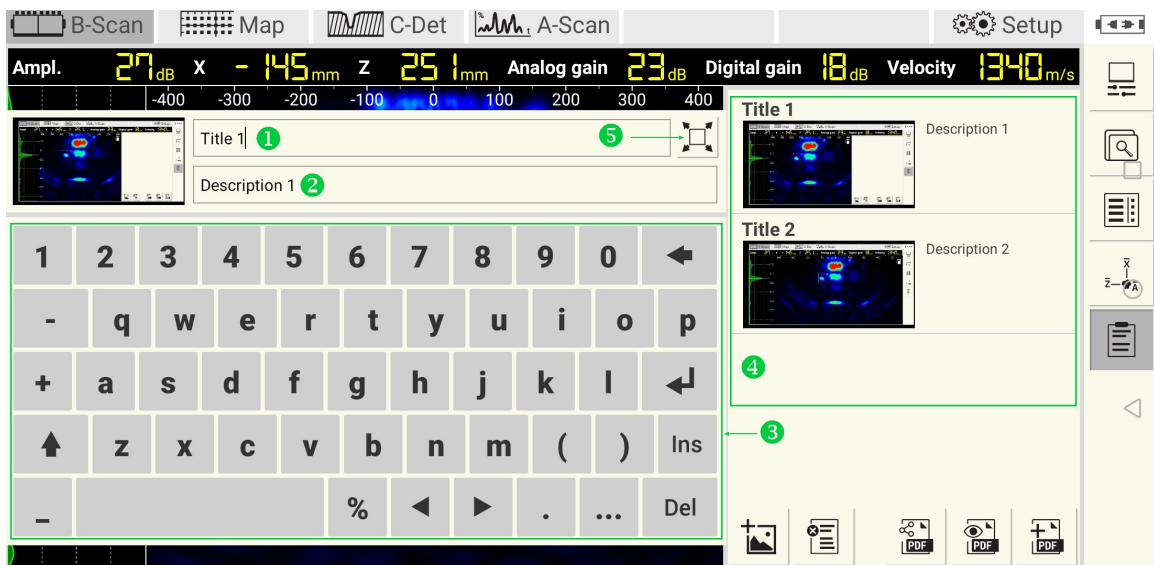 B-Scan Map C-Det A-Scan Setup
Ampl. 27 dB X -145 mm Z 251 mm Analog gain 23 dB Digital gain 18 dB Velocity 1340 m/s
-400 -300 -200 -100 0 100 200 300 400
Title 1 1 5
Description 1 2
Title 1
Description 1
Title 2
Description 2
4
3
1 2 3 4 5 6 7 8 9 0
- q w e r t y u i o p
+ a s d f g h j k l
z x c v b n m ( ) Ins
_ % . ... Del
PDF PDF PDF
X
Z A